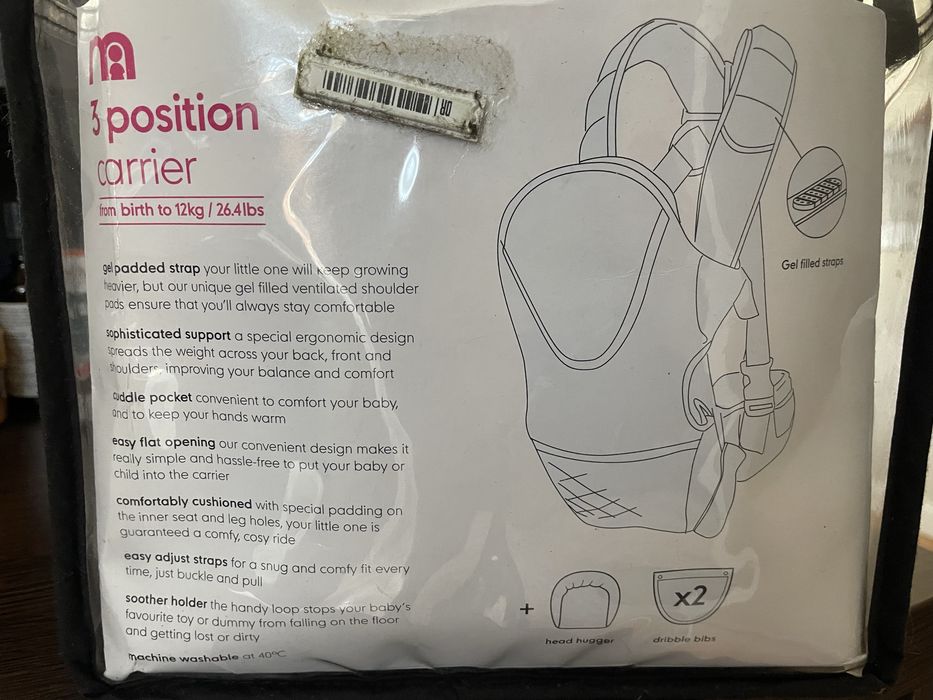 m
3 position
carrier
from birth to 12kg / 26.4lbs
gel padded strap your little one will keep growing
heavier, but our unique gel filled ventilated shoulder
pads ensure that you'll always stay comfortable
sophisticated support a special ergonomic design
spreads the weight across your back, front and
shoulders, improving your balance and comfort
cuddle pocket convenient to comfort your baby,
and to keep your hands warm
easy flat opening our convenient design makes it
really simple and hassle-free to put your baby or
child into the carrier
comfortably cushioned with special padding on
the inner seat and leg holes, your little one is
guaranteed a comfy, cosy ride
easy adjust straps for a snug and comfy fit every
time, just buckle and pull
soother holder the handy loop stops your baby's
favourite toy or dummy from falling on the floor
and getting lost or dirty
machine washable at 40°C
Gel filled straps
+
head hugger
x2
dribble bibs